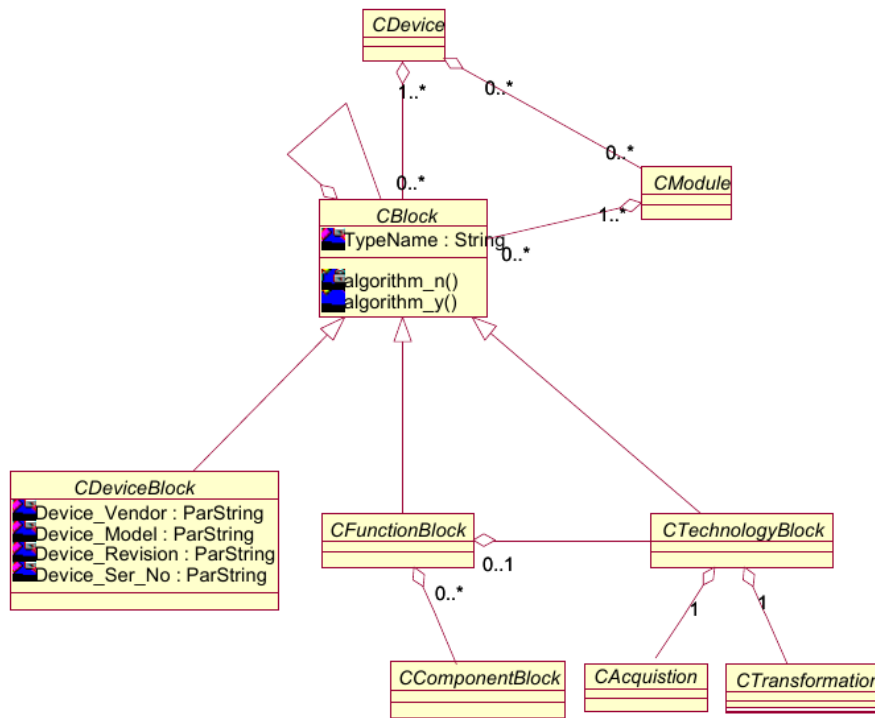 CDevice
1..*
0..*
0..*
CModule
0..*
1..*
0..*
CBlock
TypeName : String
algorithm_n()
algorithm_y()
CDeviceBlock
Device_Vendor : ParString
Device_Model : ParString
Device_Revision : ParString
Device_Ser_No : ParString
CFunctionBlock
0..1
0..*
CTechnologyBlock
1
1
CComponentBlock
CAcquistion
CTransformation